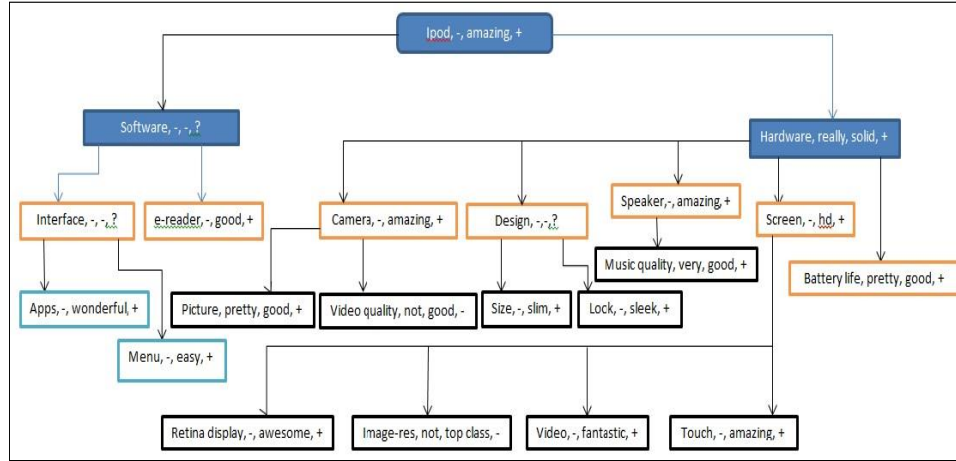 Ipod, -, amazing, +
Software, -, -, ?
Hardware, really, solid, +
Interface, -, -, ?
e-reader, -, good, +
Camera, -, amazing, +
Design, -,-,?
Speaker,-, amazing, +
Screen, -, hd, +
Music quality, very, good, +
Battery life, pretty, good, +
Apps, -, wonderful, +
Picture, pretty, good, +
Video quality, not, good, -
Size, -, slim, +
Lock, -, sleek, +
Menu, -, easy, +
Retina display, -, awesome, +
Image-res, not, top class, -
Video, -, fantastic, +
Touch, -, amazing, +